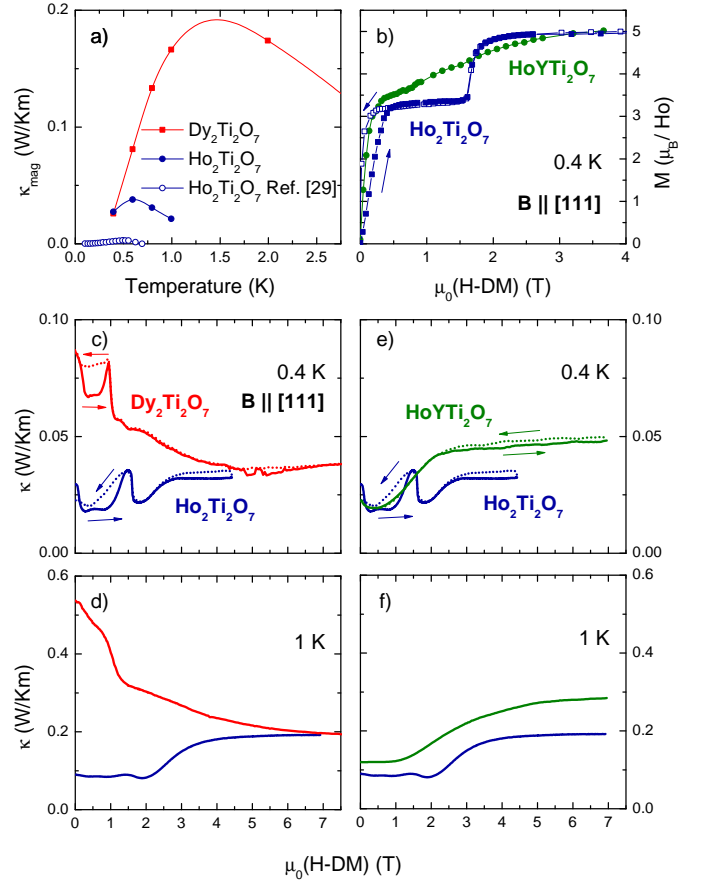 a)
κmag (W/Km)
0.2
0.1
0.0
Dy2Ti2O7
Ho2Ti2O7
Ho2Ti2O7 Ref. [29]
0.0 0.5 1.0 1.5 2.0 2.5
Temperature (K)
b)
HoYTi2O7
Ho2Ti2O7
0.4 K
B || [111]
5
4
3
2
1
0
M (μB/ Ho)
0 1 2 3 4
μ0(H-DM) (T)
c)
κ (W/Km)
0.10
0.05
0.00
0.4 K
B || [111]
Dy2Ti2O7
Ho2Ti2O7
e)
0.4 K
HoYTi2O7
Ho2Ti2O7
0.10
0.05
0.00
d)
κ (W/Km)
0.6
0.4
0.2
0.0
1 K
0 1 2 3 4 5 6 7
f)
1 K
0.6
0.4
0.2
0.0
0 1 2 3 4 5 6 7
μ0(H-DM) (T)